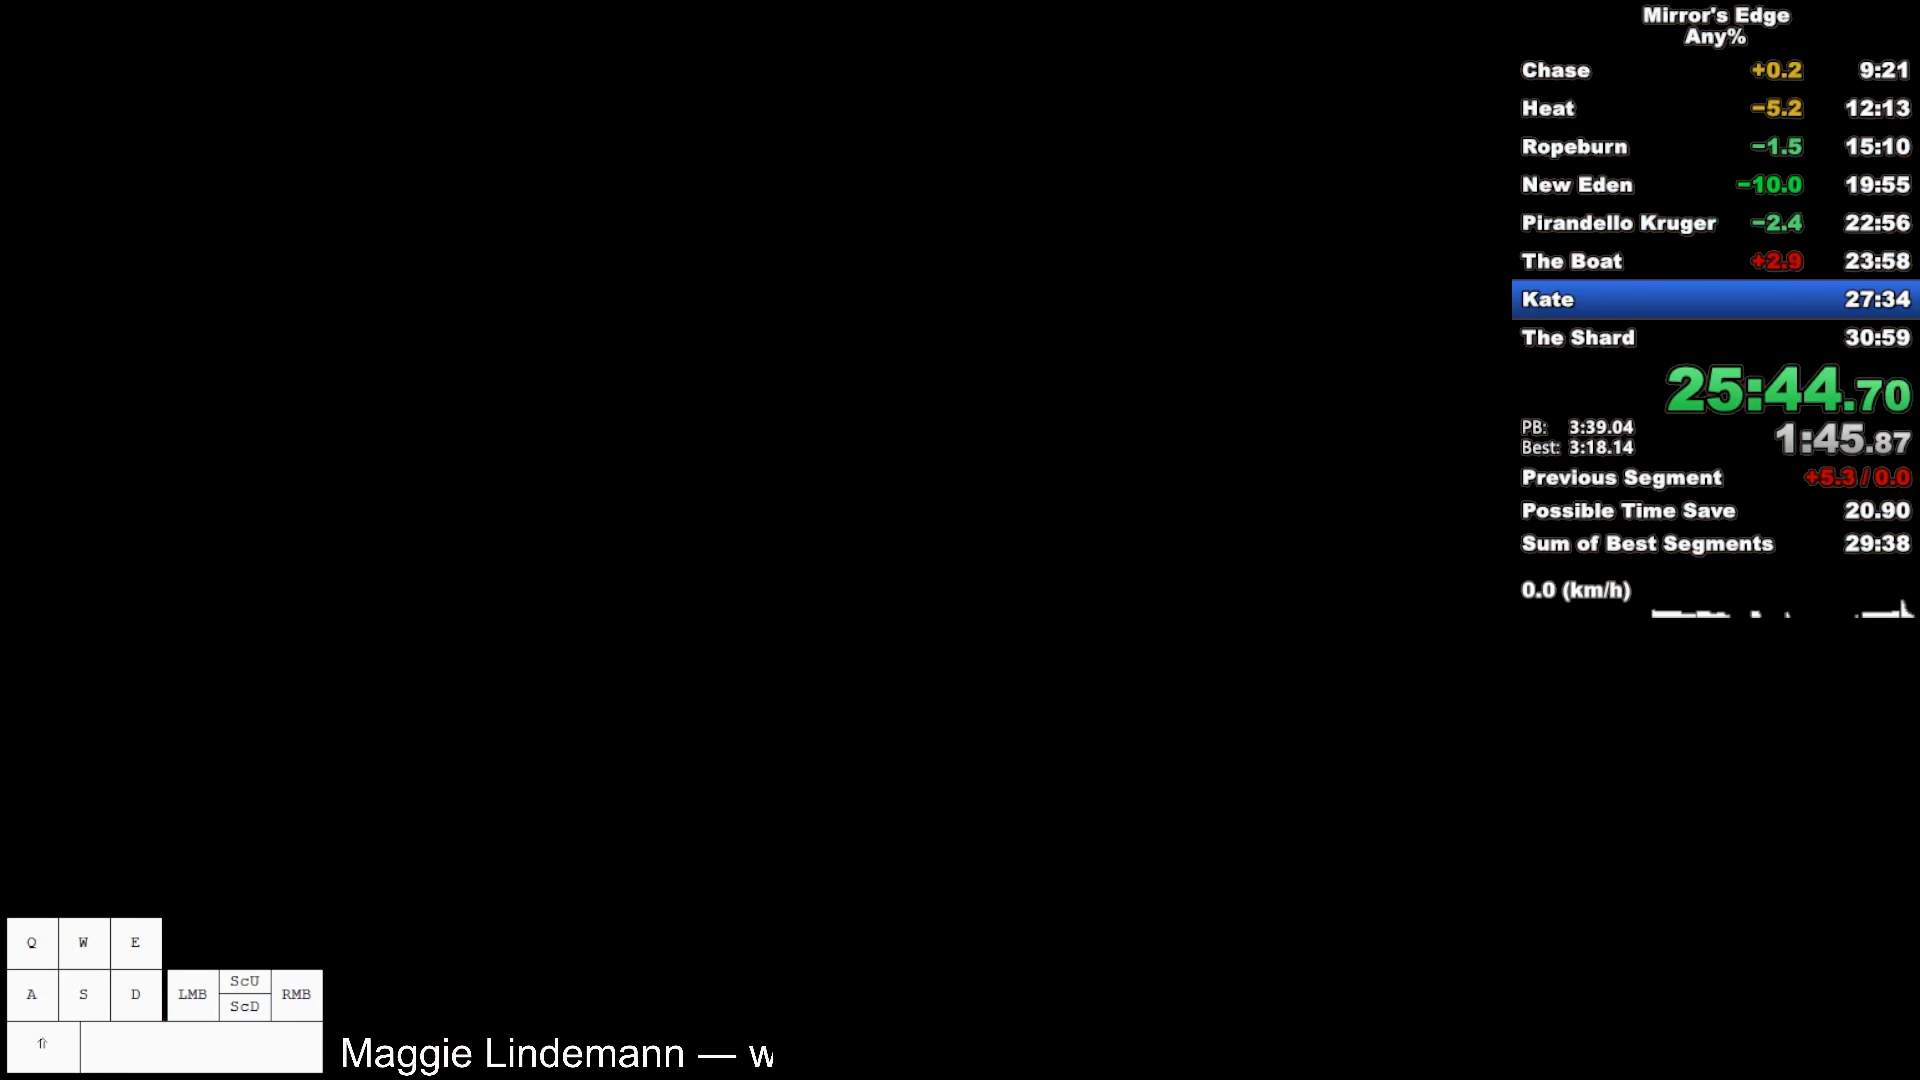 Mirror's Edge
Any%
Chase +0.2 9:21
Heat −5.2 12:13
Ropeburn −1.5 15:10
New Eden −10.0 19:55
Pirandello Kruger −2.4 22:56
The Boat +2.9 23:58
Kate 27:34
The Shard 30:59
25:44.70
PB: 3:39.04
Best: 3:18.14
1:45.87
Previous Segment +5.3 / 0.0
Possible Time Save 20.90
Sum of Best Segments 29:38
0.0 (km/h)
Q W E
A S D LMB ScU RMB
ScD
⇑
Maggie Lindemann — w